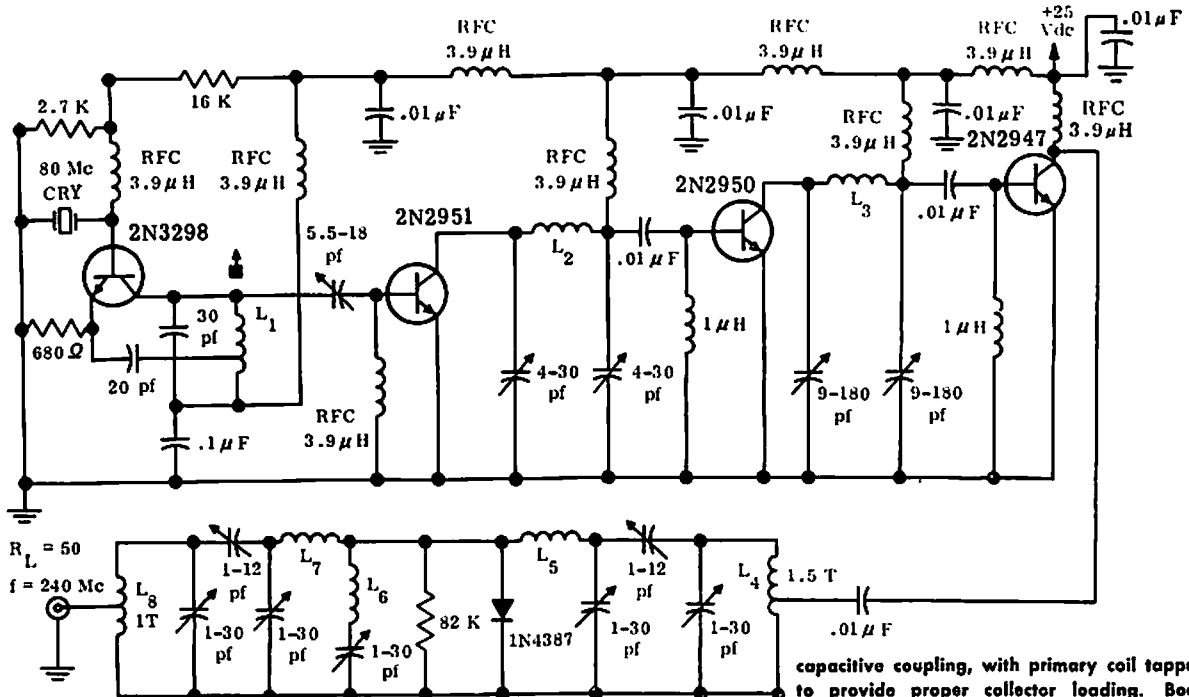 RFC
3.9 μH
RFC
3.9 μH
RFC
3.9 μH
+25
Vdc
.01 μF
2.7 K
16 K
.01 μF
.01 μF
.01 μF
RFC
3.9 μH
80 Mc
CRY
RFC
3.9 μH
RFC
3.9 μH
RFC
3.9 μH
RFC
3.9 μH
2N2947
2N3298
2N2951
2N2950
5.5-18
pf
L2
.01 μF
L3
.01 μF
30
pf
L1
680 Ω
20 pf
.1 μF
RFC
3.9 μH
4-30
pf
4-30
pf
1 μH
9-180
pf
9-180
pf
1 μH
RL = 50
f = 240 Mc
L8
1T
1-12
pf
L7
L6
L5
1-12
pf
L4
1.5 T
1-30
pf
1-30
pf
1-30
pf
82 K
1N4387
1-30
pf
1-30
pf
.01 μF
capacitive coupling, with primary coil tappe
to provide proper collector loading. Bo